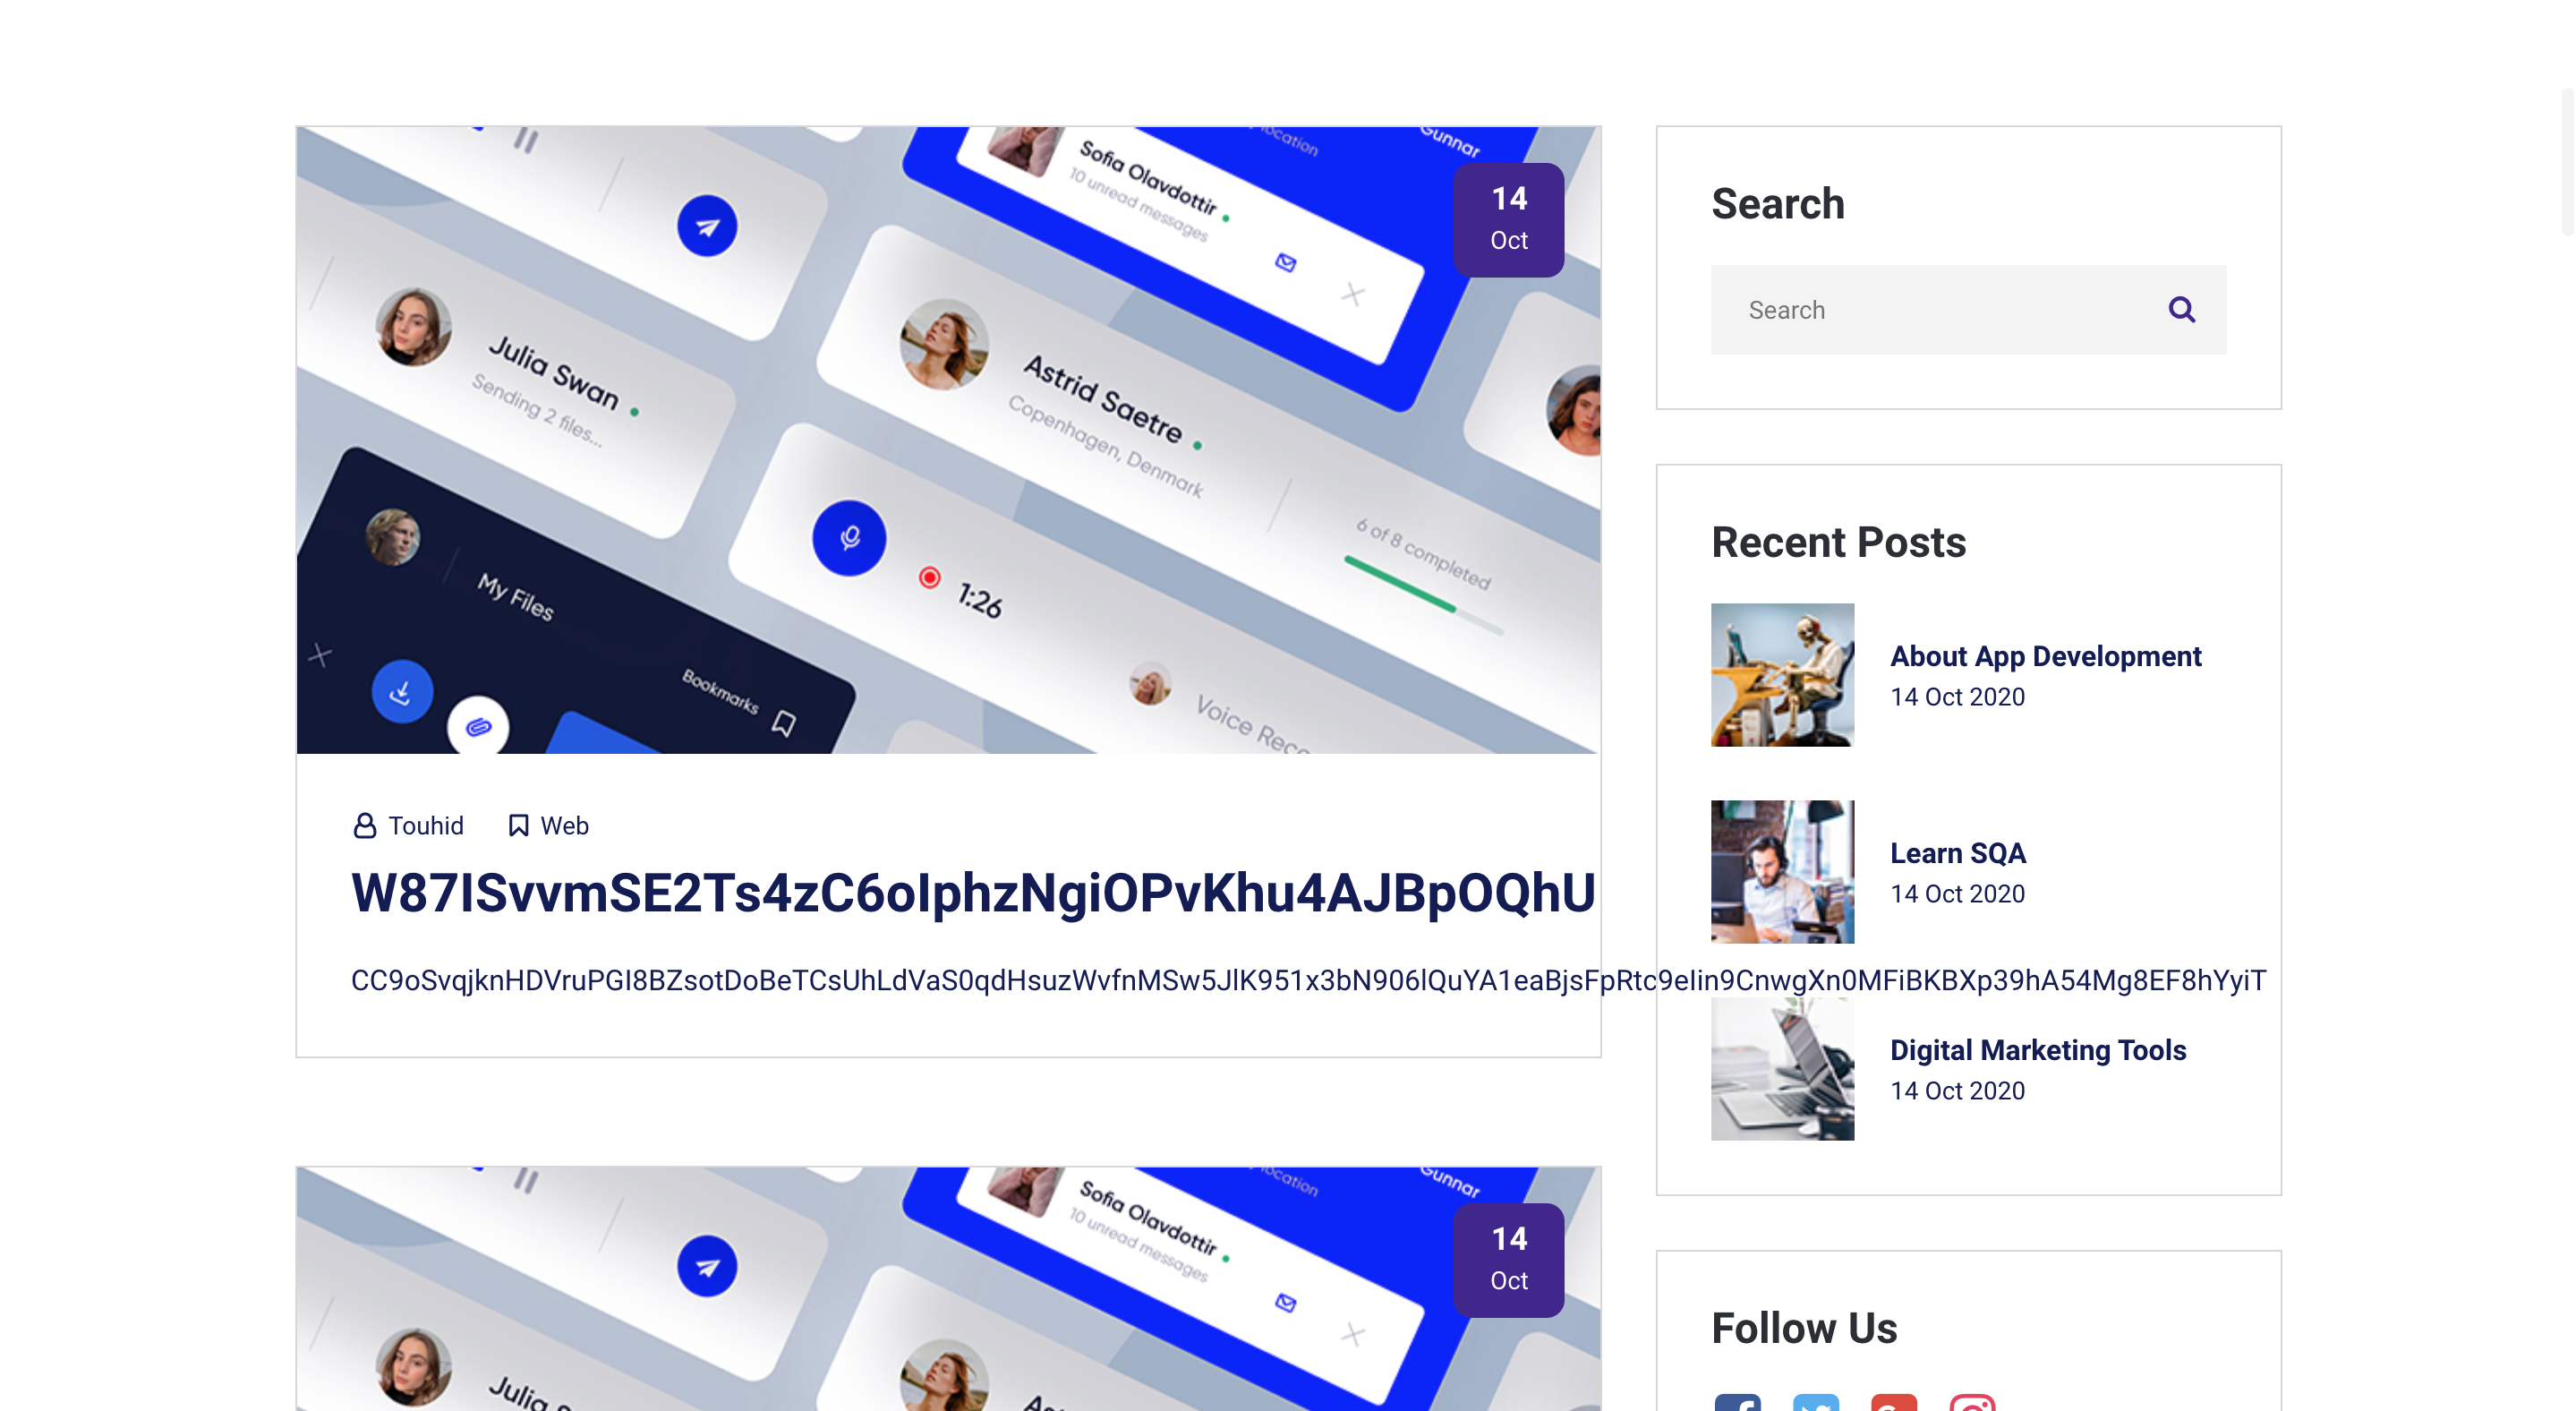 location
Gunnar
Sofia Olavdottir
10 unread messages
14
Oct
Julia Swan
Sending 2 files...
Astrid Saetre
Copenhagen, Denmark
6 of 8 completed
1:26
My Files
Bookmarks
Voice Reco
Touhid
Web
W87ISvvmSE2Ts4zC6oIphzNgiOPvKhu4AJBpOQhU
CC9oSvqjknHDVruPGI8BZsotDoBeTCsUhLdVaS0qdHsuzWvfnMSw5JlK951x3bN906lQuYA1eaBjsFpRtc9eIin9CnwgXn0MFiBKBXp39hA54Mg8EF8hYyiT
location
Gunnar
Sofia Olavdottir
10 unread messages
14
Oct
Julia S
Search
Search
Recent Posts
About App Development
14 Oct 2020
Learn SQA
14 Oct 2020
Digital Marketing Tools
14 Oct 2020
Follow Us